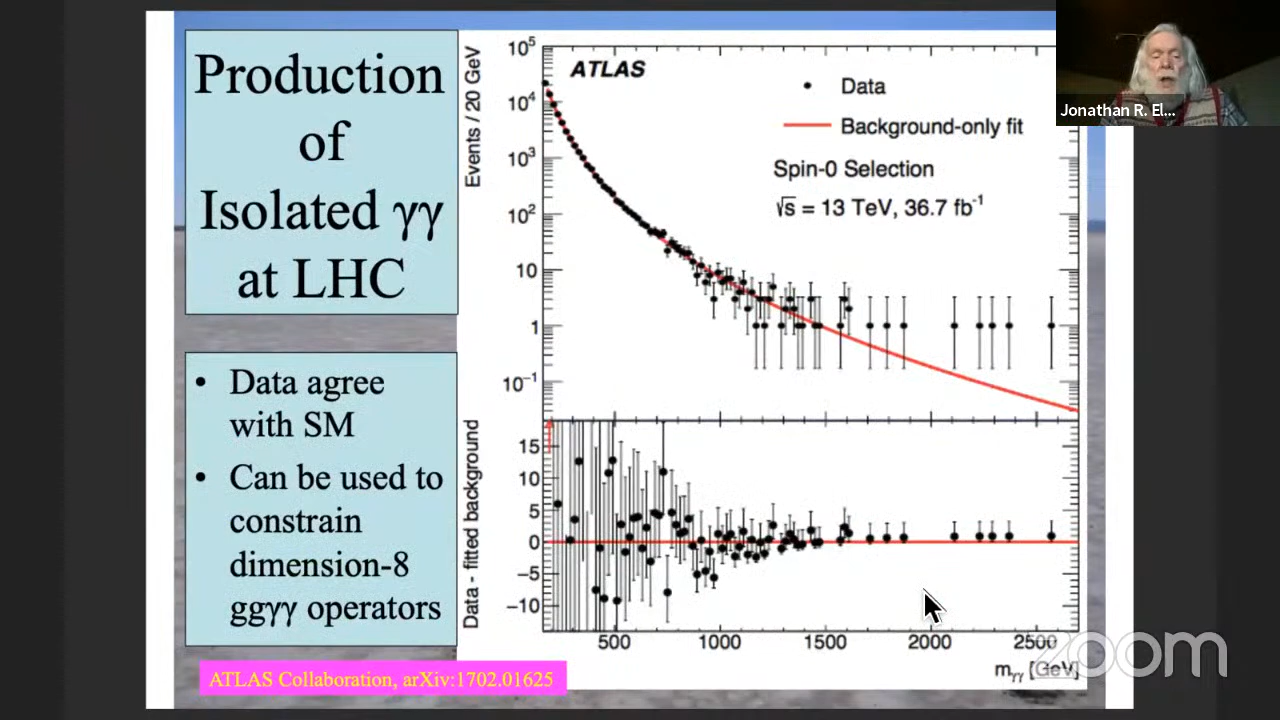 Production
of
Isolated γγ
at LHC
• Data agree
with SM
• Can be used to
constrain
dimension-8
ggγγ operators
ATLAS Collaboration, arXiv:1702.01625
Events / 20 GeV
10⁵
10⁴
10³
10²
10
1
10⁻¹
ATLAS
Data
Background-only fit
Spin-0 Selection
√s = 13 TeV, 36.7 fb⁻¹
Data - fitted background
15
10
5
0
−5
−10
500 1000 1500 2000 2500
mγγ [GeV]
Jonathan R. El...
zoom